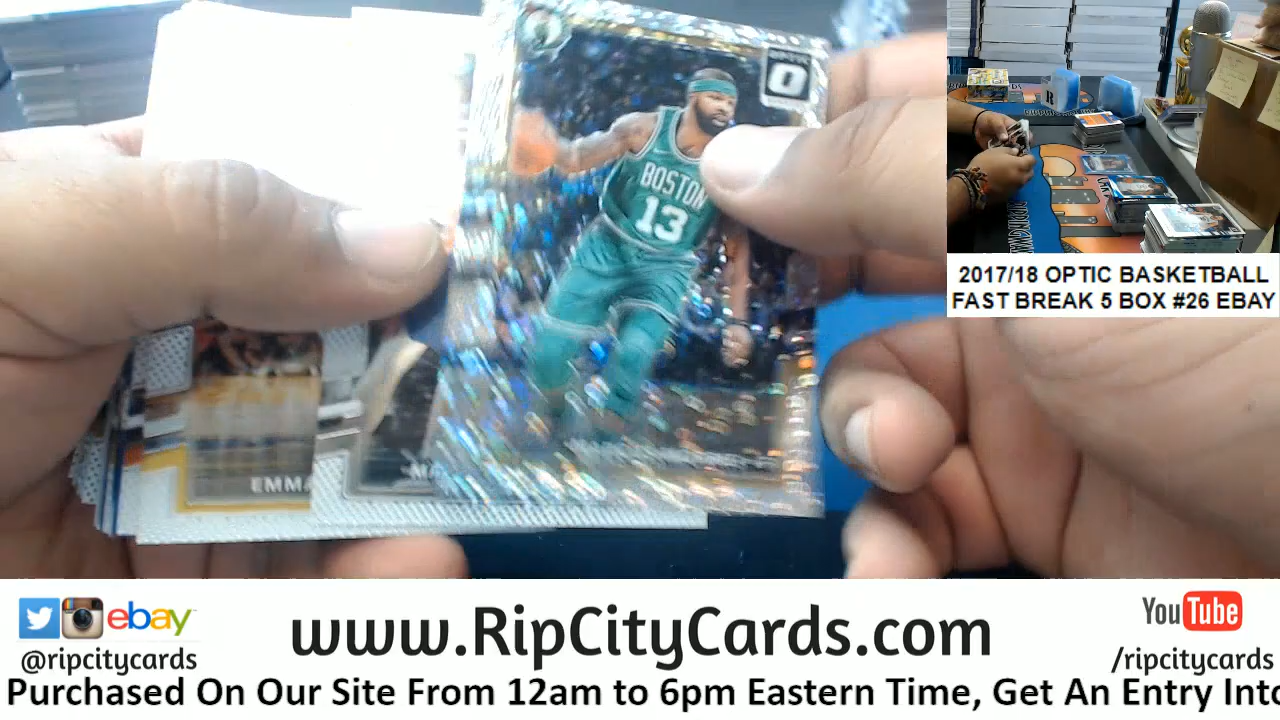 BOSTON
13
EMMA
MA
2017/18 OPTIC BASKETBALL
FAST BREAK 5 BOX #26 EBAY
ebay
@ripcitycards
www.RipCityCards.com
YouTube
/ripcitycards
Purchased On Our Site From 12am to 6pm Eastern Time, Get An Entry Into